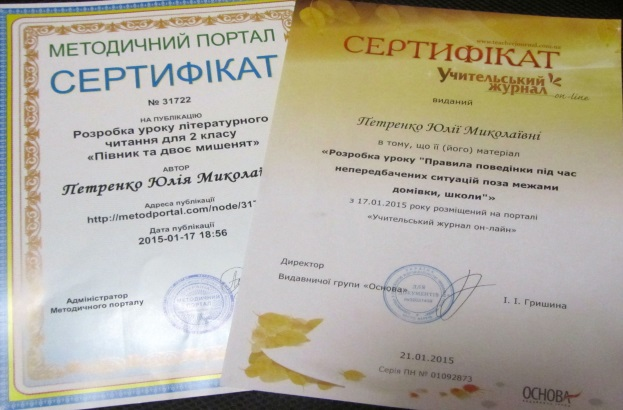 МЕТОДИЧНИЙ ПОРТАЛ
СЕРТИФІКАТ
№ 31722
НА ПУБЛІКАЦІЮ
Розробка уроку літературного
читання для 2 класу
«Півник та двоє мишенят»
АВТОР
Петренко Юлія Микола
Адреса публікації
http://metodportal.com/node/31
Дата публікації
2015-01-17 18:56
Адміністратор
Методичного порталу
СЕРТИФІКАТ
Учительський
журнал
on-line
виданий
Петренко Юлії Миколаївні
в тому, що її (його) матеріал
«Розробка уроку "Правила поведінки під час
непередбачених ситуацій поза межами
домівки, школи"»
з 17.01.2015 року розміщений на порталі
«Учительський журнал он-лайн»
Директор
Видавничої групи «Основа»
І. І. Гришина
ДЛЯ
ДОКУМЕНТІВ
21.01.2015
Серія ПН № 01092873
ОСНОВА